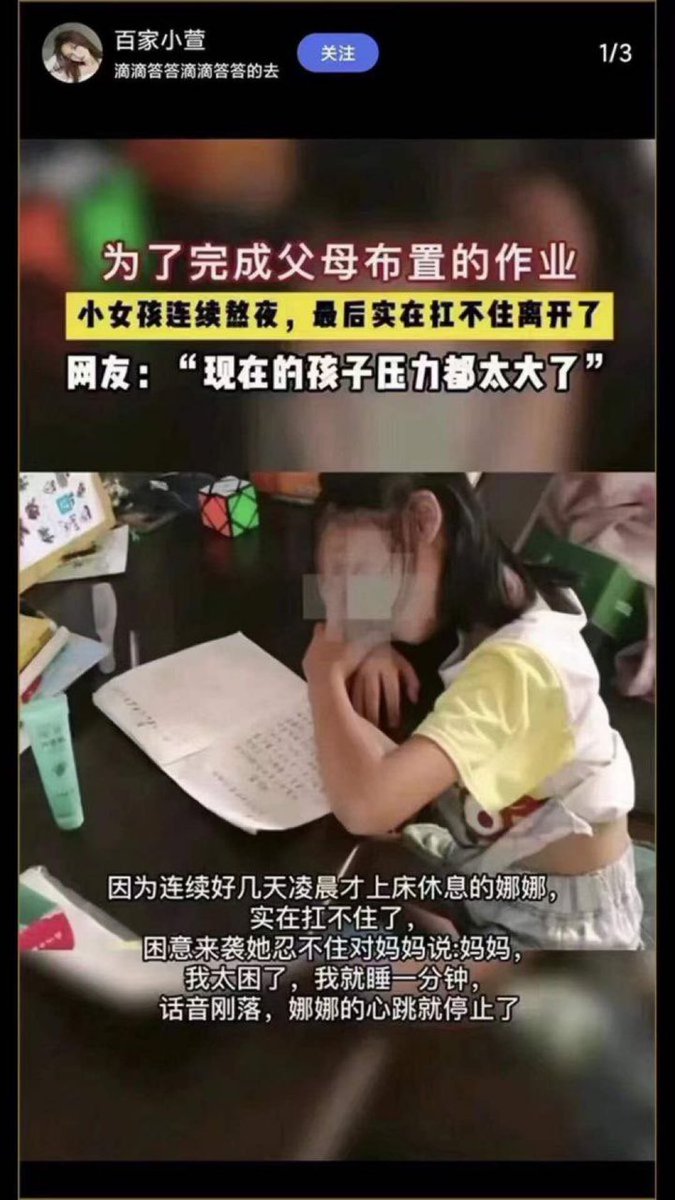 百家小萱
滴滴答答滴滴答答的去
关注
1/3
为了完成父母布置的作业
小女孩连续熬夜，最后实在扛不住离开了
网友：“现在的孩子压力都太大了”
因为连续好几天凌晨才上床休息的娜娜，
实在扛不住了，
困意来袭她忍不住对妈妈说:妈妈，
我太困了，我就睡一分钟，
话音刚落，娜娜的心跳就停止了